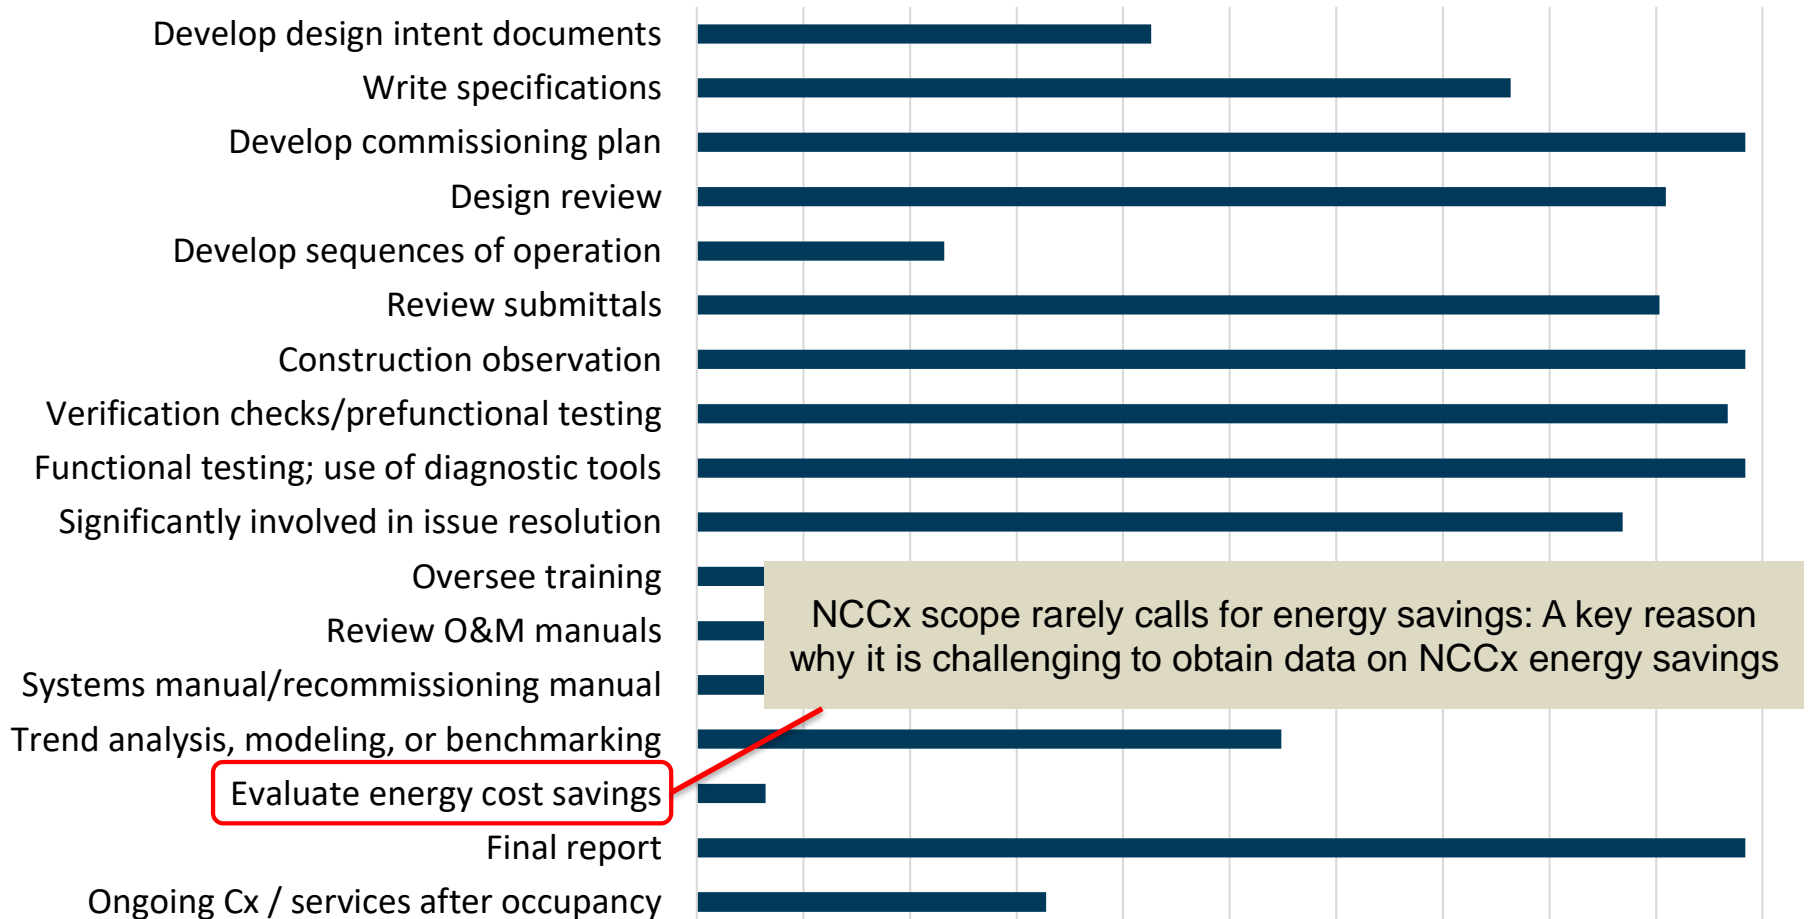 Develop design intent documents
Write specifications
Develop commissioning plan
Design review
Develop sequences of operation
Review submittals
Construction observation
Verification checks/prefunctional testing
Functional testing; use of diagnostic tools
Significantly involved in issue resolution
Oversee training
Review O&M manuals
Systems manual/recommissioning manual
Trend analysis, modeling, or benchmarking
Evaluate energy cost savings
Final report
Ongoing Cx / services after occupancy
NCCx scope rarely calls for energy savings: A key reason
why it is challenging to obtain data on NCCx energy savings